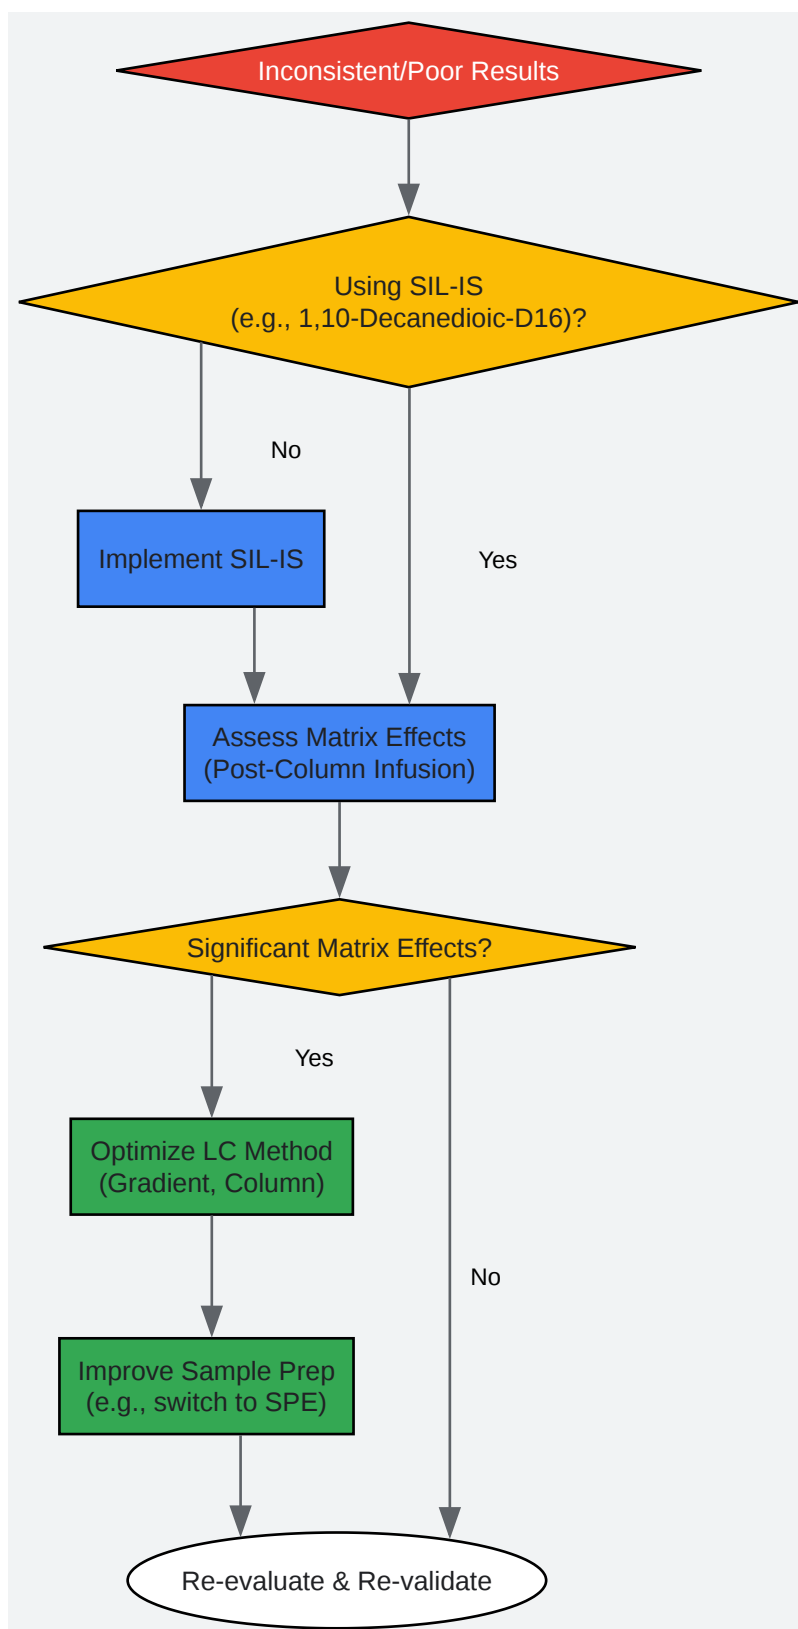 Inconsistent/Poor Results
Using SIL-IS
(e.g., 1,10-Decanedioic-D16)?
No
Implement SIL-IS
Yes
Assess Matrix Effects
(Post-Column Infusion)
Significant Matrix Effects?
Yes
Optimize LC Method
(Gradient, Column)
No
Improve Sample Prep
(e.g., switch to SPE)
Re-evaluate & Re-validate